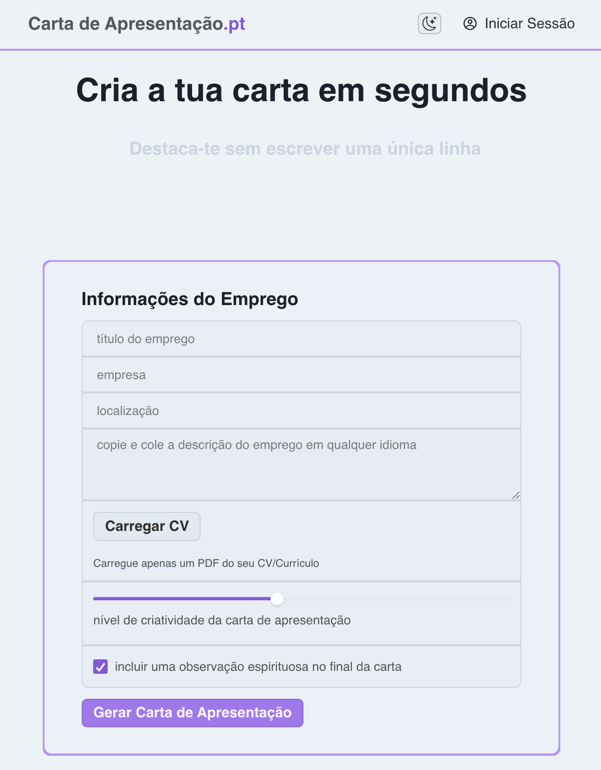 Carta de Apresentação.pt
Iniciar Sessão
Cria a tua carta em segundos
Destaca-te sem escrever uma única linha
Informações do Emprego
título do emprego
empresa
localização
copie e cole a descrição do emprego em qualquer idioma
Carregar CV
Carregue apenas um PDF do seu CV/Currículo
nível de criatividade da carta de apresentação
incluir uma observação espirituosa no final da carta
Gerar Carta de Apresentação